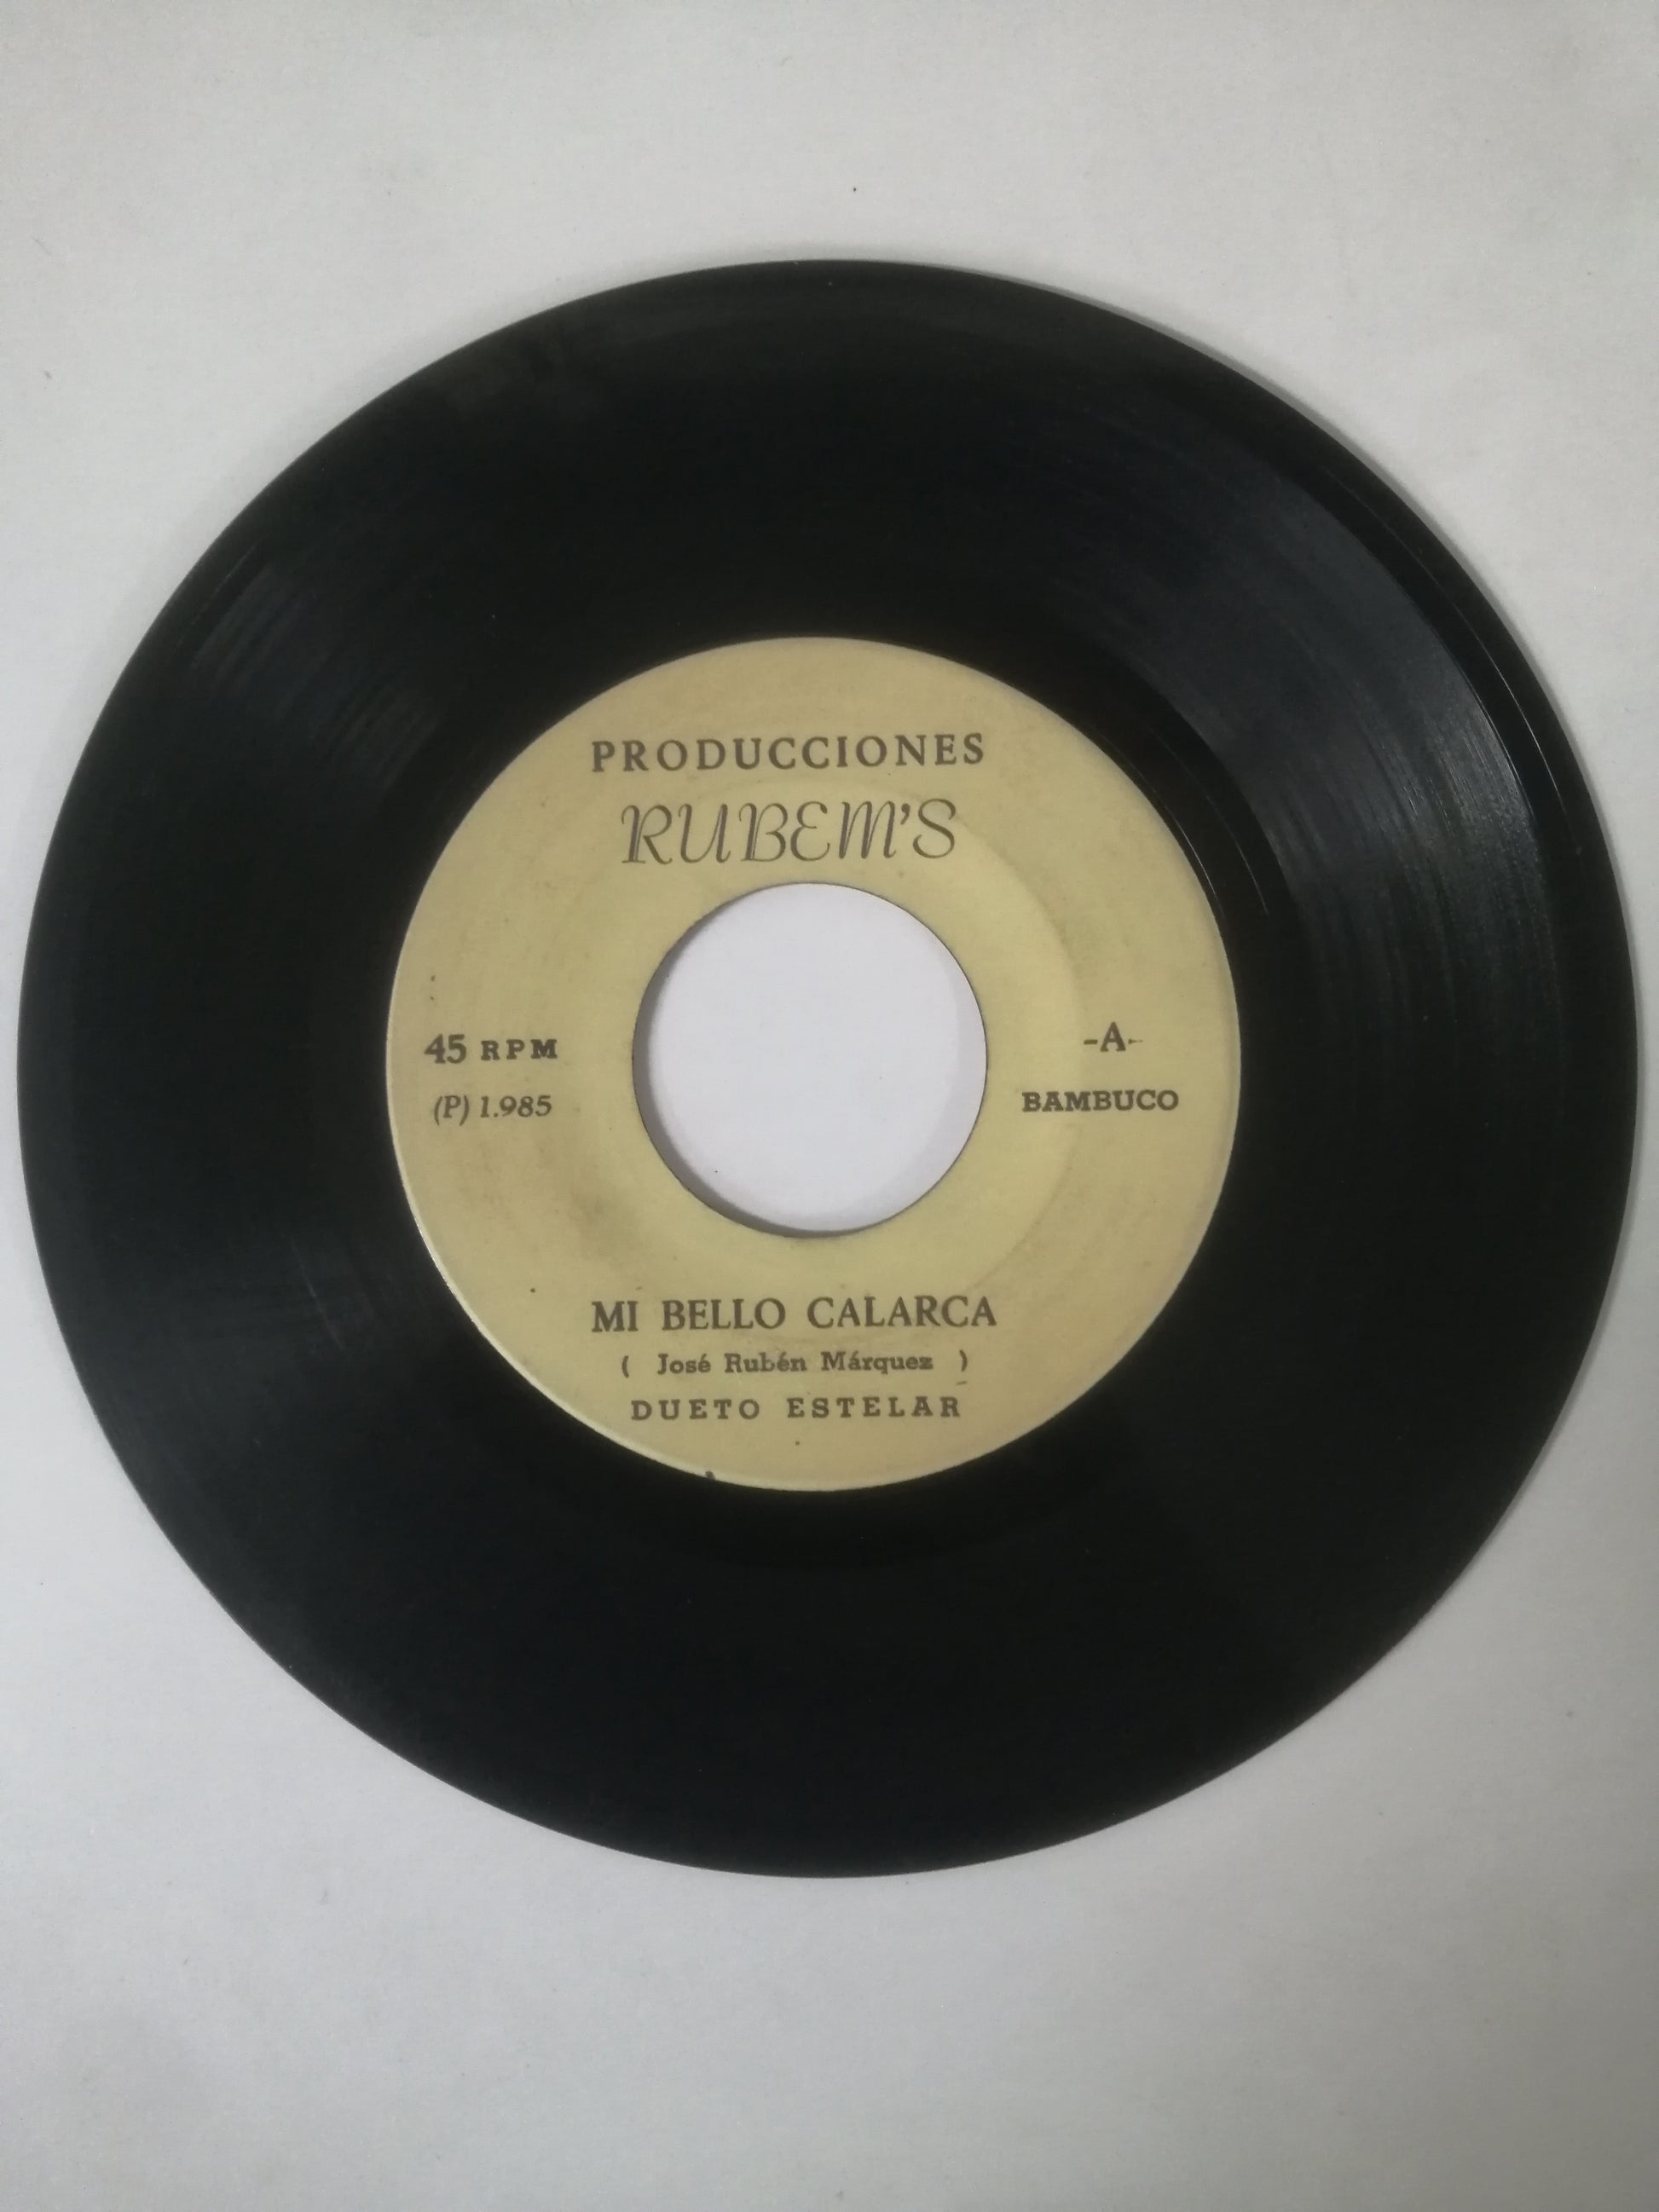 PRODUCCIONES
RUBEM'S
45 RPM
(P) 1.985
-A-
BAMBUCO
MI BELLO CALARCA
( José Rubén Márquez )
DUETO ESTELAR